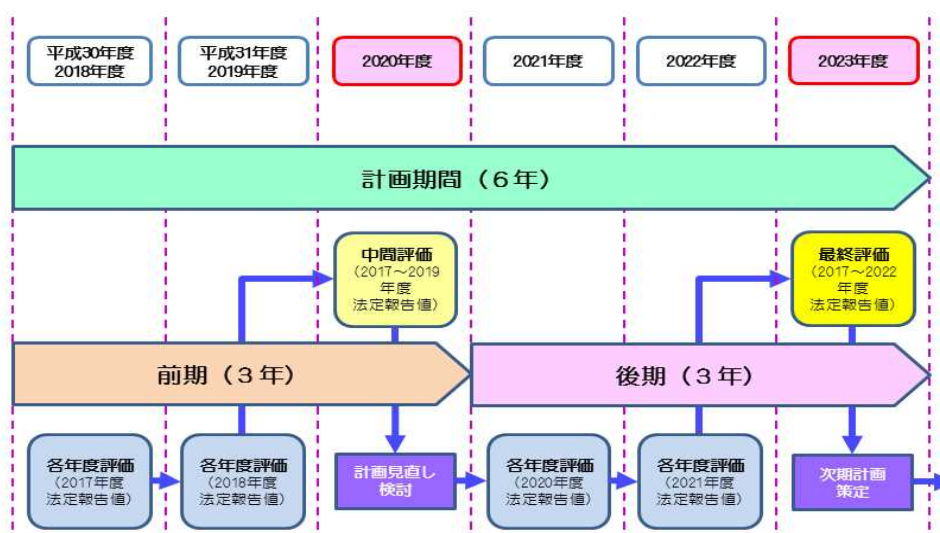 平成30年度
2018年度
平成31年度
2019年度
2020年度
2021年度
2022年度
2023年度
計画期間（６年）
中間評価
（2017～2019
年度
法定報告値）
最終評価
（2017～2022
年度
法定報告値）
前期（３年）
後期（３年）
各年度評価
（2017年度
法定報告値）
各年度評価
（2018年度
法定報告値）
計画見直し
検討
各年度評価
（2020年度
法定報告値）
各年度評価
（2021年度
法定報告値）
次期計画
策定